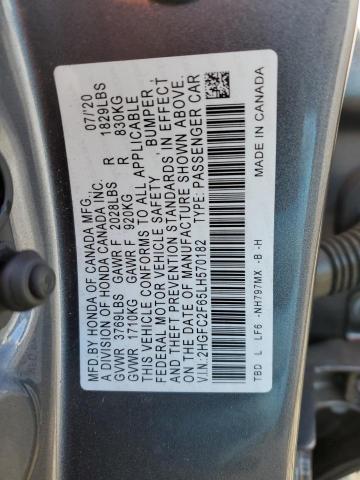 MFD.BY HONDA OF CANADA MFG. 07/'20
A DIVISION OF HONDA CANADA INC.
GVWR 3769LBS GAWR F 2028LBS R 1829LBS
GVWR 1710KG GAWR F 920KG R 830KG
THIS VEHICLE CONFORMS TO ALL APPLICABLE
FEDERAL MOTOR VEHICLE SAFETY, BUMPER,
AND THEFT PREVENTION STANDARDS IN EFFECT
ON THE DATE OF MANUFACTURE SHOWN ABOVE.
V.I.N.:2HGFC2F65LH570182 TYPE: PASSENGER CAR
TBD L LF6 -NH797MX -B -H MADE IN CANADA